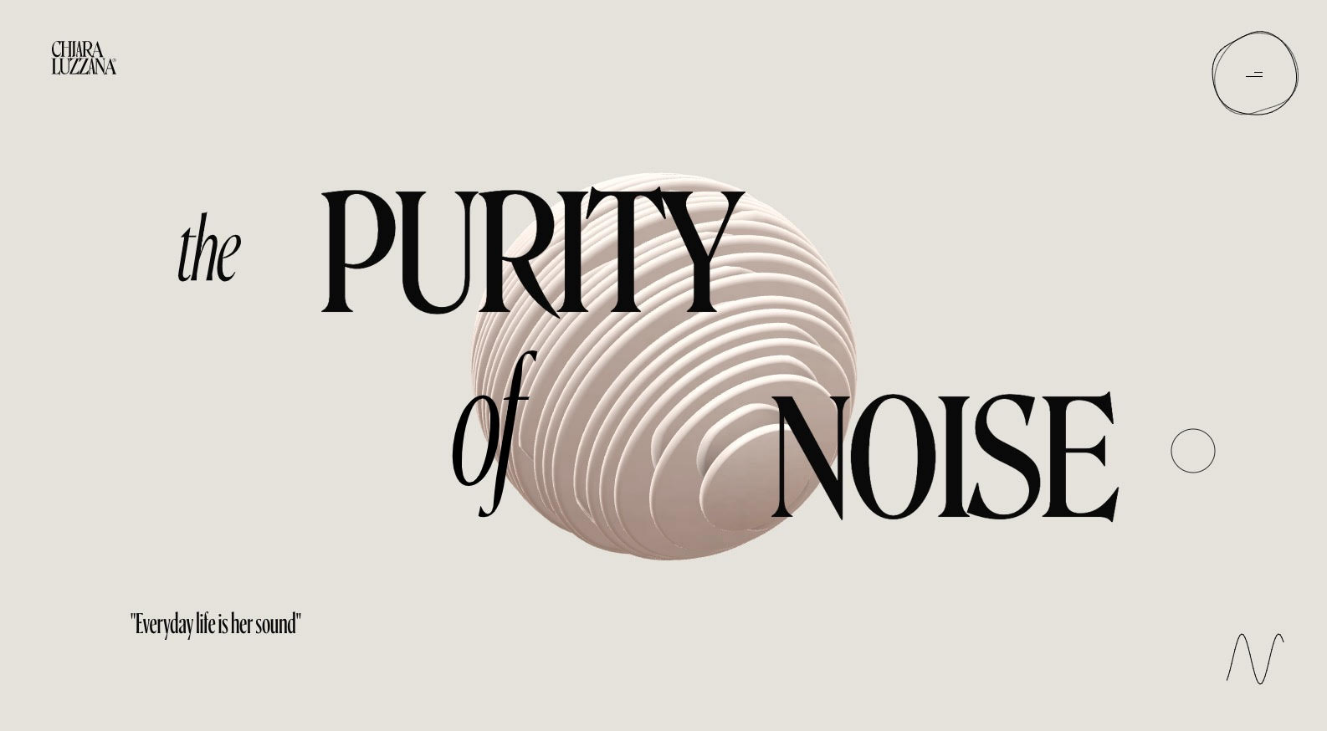 CHIARA
LUZZANA
the PURITY
of NOISE
"Everyday life is her sound"